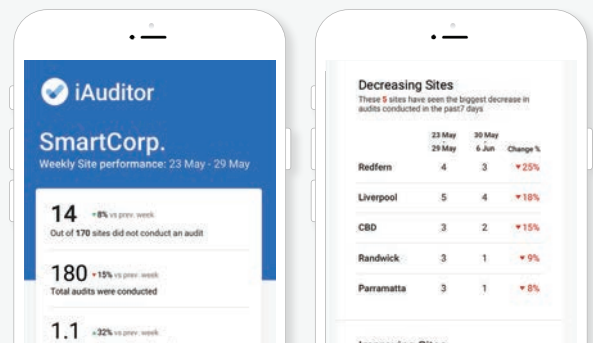 iAuditor
SmartCorp.
Weekly Site performance: 23 May - 29 May
14 8% vs prev. week
Out of 170 sites did not conduct an audit
180 ▾15% vs prev. week
Total audits were conducted
1.1 32% vs prev. week
Decreasing Sites
These 5 sites have seen the biggest decrease in
audits conducted in the past7 days
23 May - 29 May 30 May - 6 Jun Change %
Redfern 4 3 ▾25%
Liverpool 5 4 ▾18%
CBD 3 2 ▾15%
Randwick 3 1 ▾9%
Parramatta 3 1 ▾8%